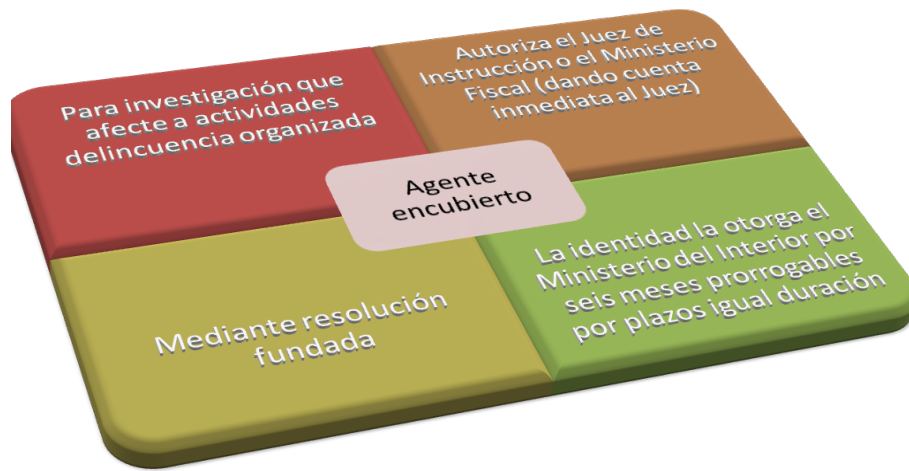 Para investigación que
afecte a actividades
delincuencia organizada
Autoriza el Juez de
Instrucción o el Ministerio
Fiscal (dando cuenta
inmediata al Juez)
Agente
encubierto
Mediante resolución
fundada
La identidad la otorga el
Ministerio del Interior por
seis meses prorrogables
por plazos igual duración